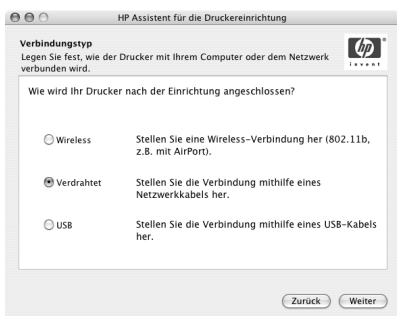 HP Assistent für die Druckereinrichtung
Verbindungstyp
Legen Sie fest, wie der Drucker mit Ihrem Computer oder dem Netzwerk
verbunden wird.
hp
invent
Wie wird Ihr Drucker nach der Einrichtung angeschlossen?
Wireless
Stellen Sie eine Wireless-Verbindung her (802.11b,
z.B. mit AirPort).
Verdrahtet
Stellen Sie die Verbindung mithilfe eines
Netzwerkkabels her.
USB
Stellen Sie die Verbindung mithilfe eines USB-Kabels
her.
Zurück
Weiter